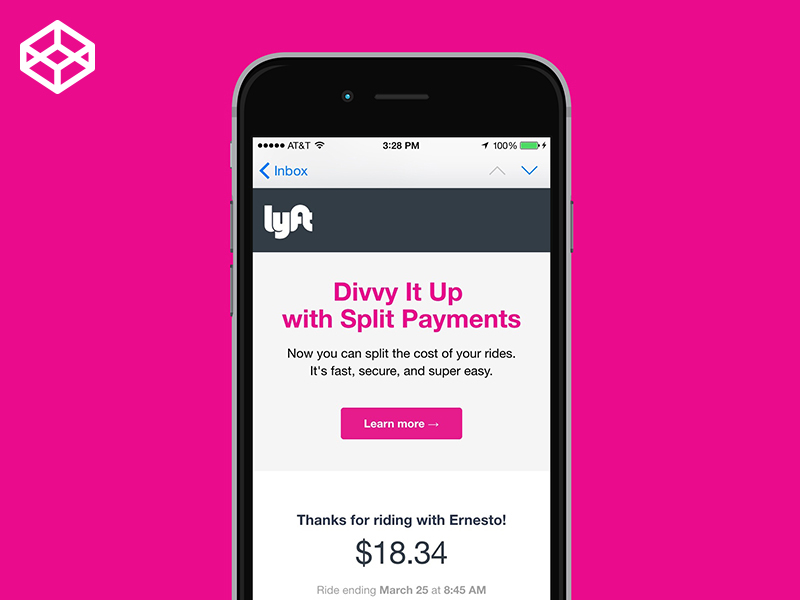 AT&T
3:28 PM
100%
Inbox
lyft
Divvy It Up
with Split Payments
Now you can split the cost of your rides.
It's fast, secure, and super easy.
Learn more →
Thanks for riding with Ernesto!
$18.34
Ride ending March 25 at 8:45 AM